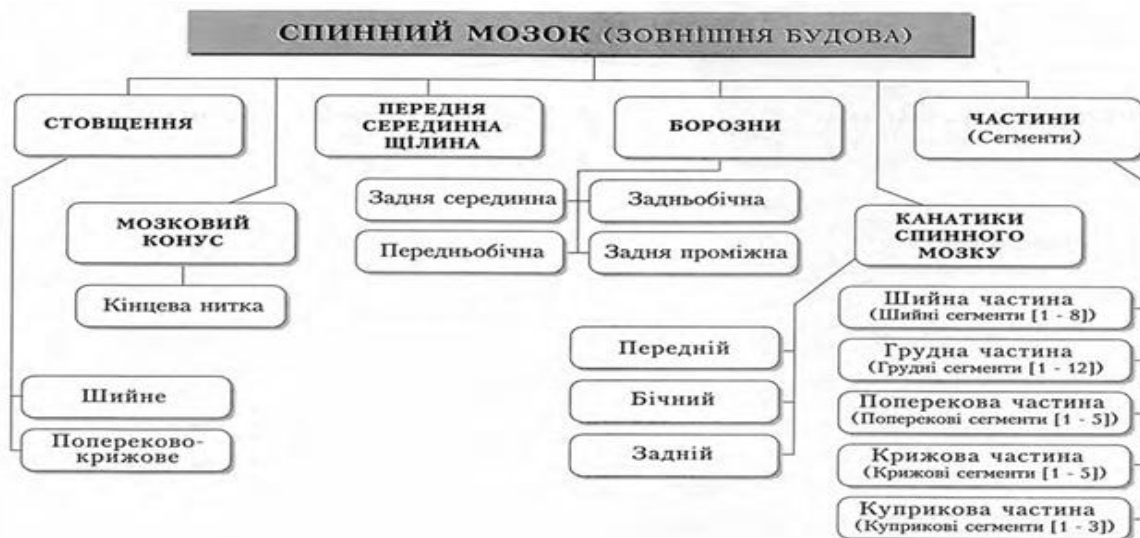 СПИННИЙ МОЗОК (ЗОВНІШНЯ БУДОВА)
СТОВЩЕННЯ
ПЕРЕДНЯ
СЕРЕДИННА
ЩІЛИНА
БОРОЗНИ
ЧАСТИНИ
(Сегменти)
МОЗКОВИЙ
КОНУС
Задня серединна
Задньобічна
Передньобічна
Задня проміжна
КАНАТИКИ
СПИННОГО
МОЗКУ
Кінцева нитка
Шийна частина
(Шийні сегменти [1 - 8])
Передній
Грудна частина
(Грудні сегменти [1 - 12])
Шийне
Бічний
Поперекова частина
(Поперекові сегменти [1 - 5])
Попереково-
крижове
Задній
Крижова частина
(Крижові сегменти [1 - 5])
Куприкова частина
(Куприкові сегменти [1 - 3])